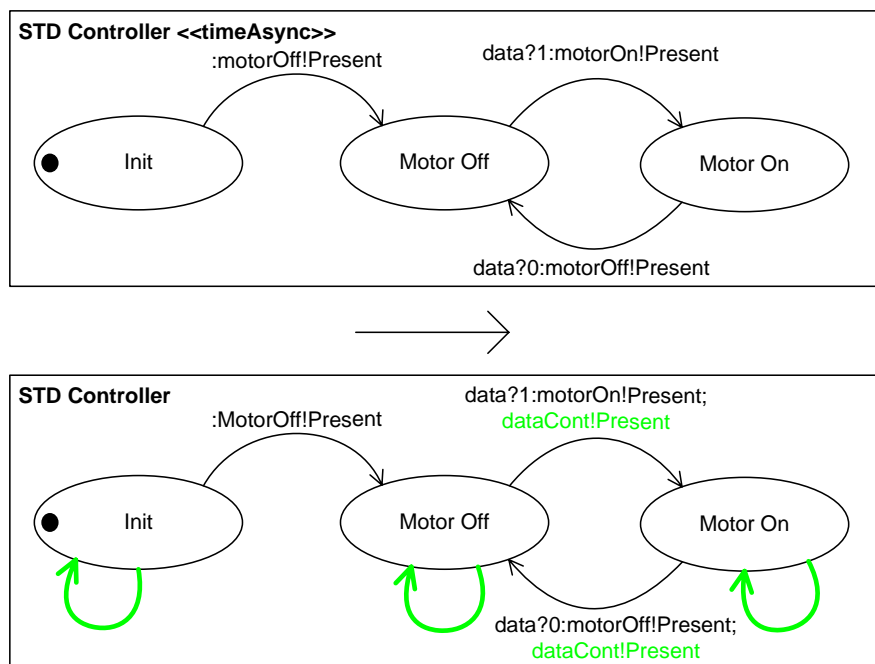 STD Controller <<timeAsync>>
:motorOff!Present
data?1:motorOn!Present
Init
Motor Off
Motor On
data?0:motorOff!Present
STD Controller
:MotorOff!Present
data?1:motorOn!Present;
dataCont!Present
Init
Motor Off
Motor On
data?0:motorOff!Present;
dataCont!Present